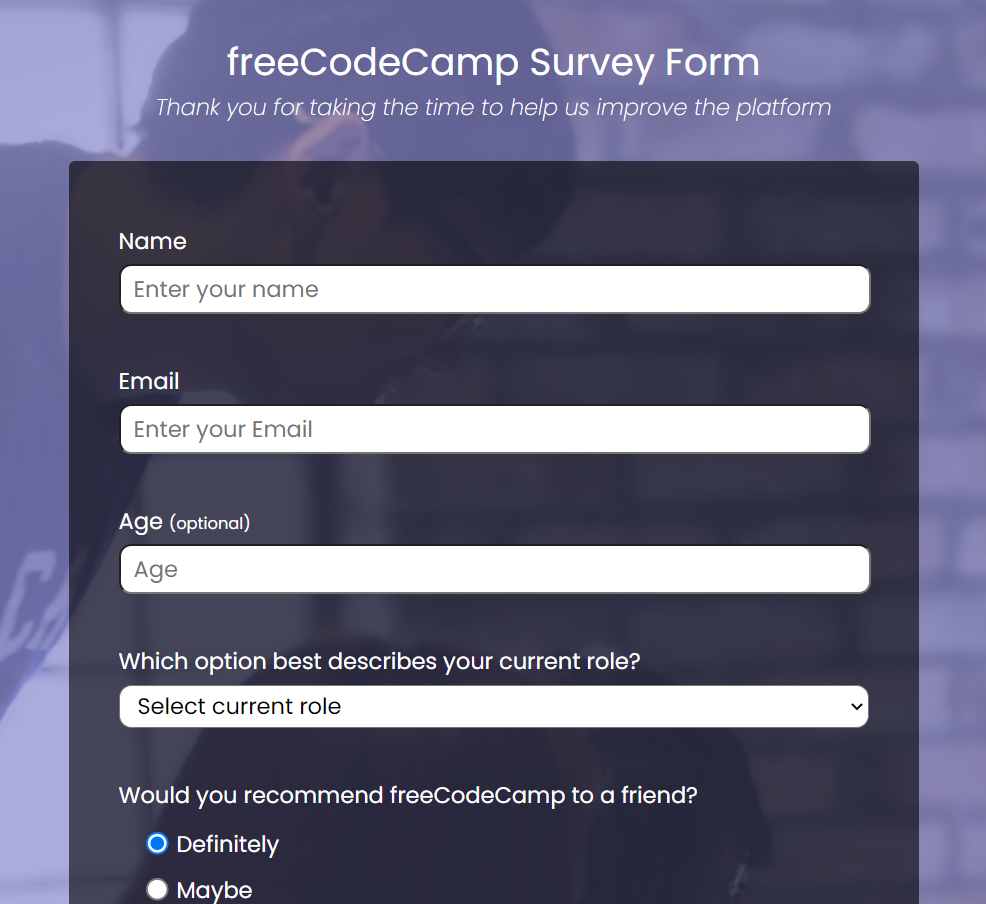 freeCodeCamp Survey Form
Thank you for taking the time to help us improve the platform
Name
Enter your name
Email
Enter your Email
Age (optional)
Age
Which option best describes your current role?
Select current role
Would you recommend freeCodeCamp to a friend?
Definitely
Maybe